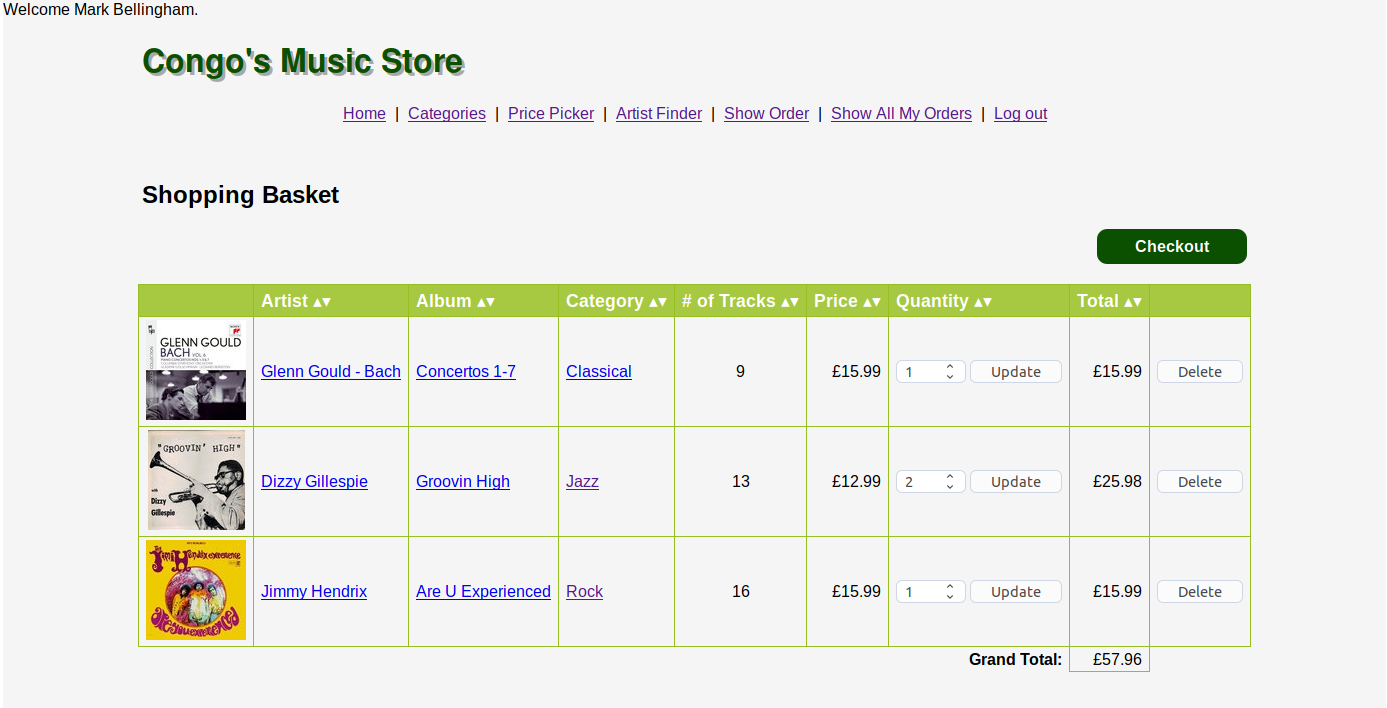 Welcome Mark Bellingham.
Congo's Music Store
Home | Categories | Price Picker | Artist Finder | Show Order | Show All My Orders | Log out
Shopping Basket
Checkout
Artist ▲▼ Album ▲▼ Category ▲▼ # of Tracks ▲▼ Price ▲▼ Quantity ▲▼ Total ▲▼
GLENN GOULD
BACH VOL 6
Glenn Gould - Bach Concertos 1-7 Classical 9 £15.99 1 Update £15.99 Delete
"GROOVIN' HIGH"
with
Dizzy
Gillespie
Dizzy Gillespie Groovin High Jazz 13 £12.99 2 Update £25.98 Delete
Jimi Hendrix experience
are you experienced
Jimmy Hendrix Are U Experienced Rock 16 £15.99 1 Update £15.99 Delete
Grand Total: £57.96